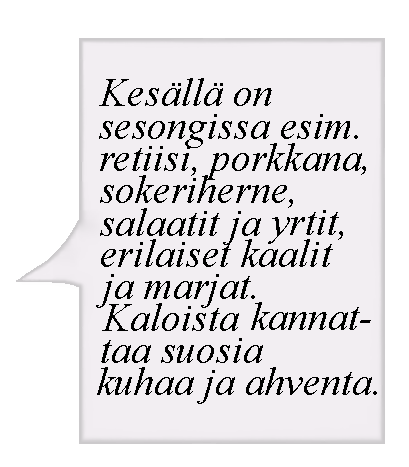 Kesällä on
sesongissa esim.
retiisi, porkkana,
sokeriherne,
salaatit ja yrtit,
erilaiset kaalit
ja marjat.
Kaloista kannat-
taa suosia
kuhaa ja ahventa.